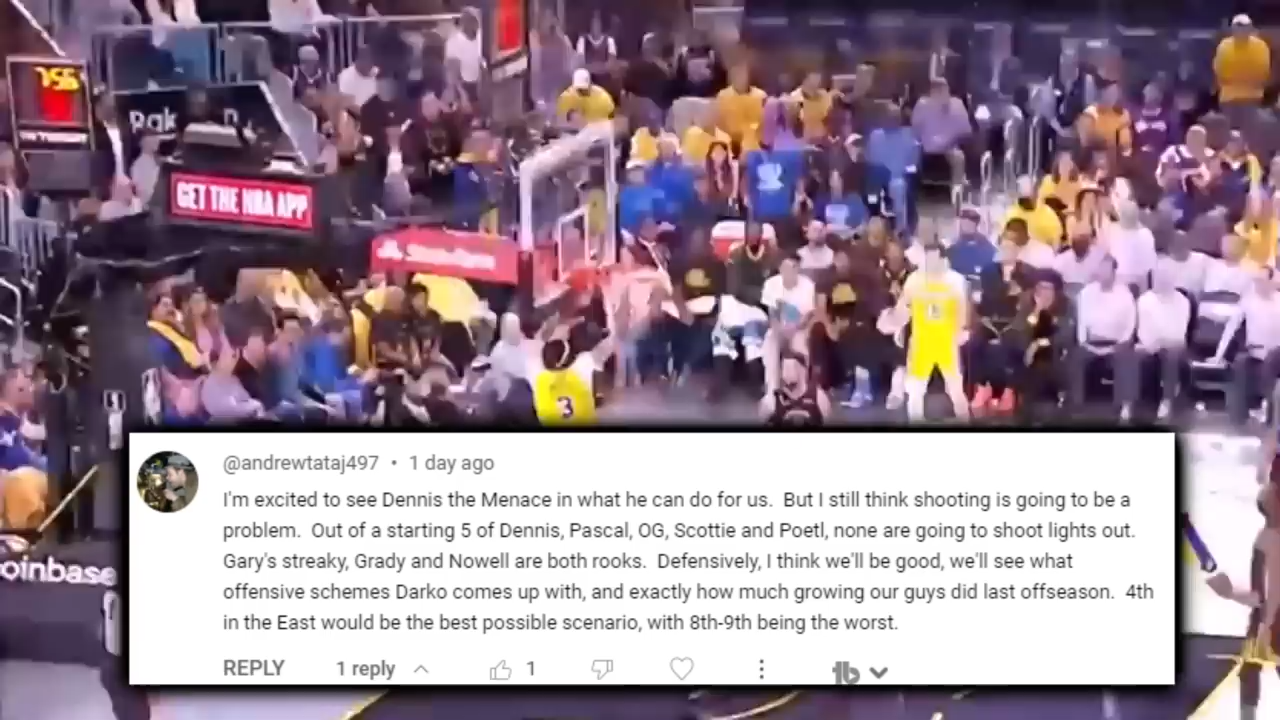 7:56
GET THE NBA APP
StateFarm
3
oinbase
@andrewtataj497 • 1 day ago
I'm excited to see Dennis the Menace in what he can do for us. But I still think shooting is going to be a
problem. Out of a starting 5 of Dennis, Pascal, OG, Scottie and Poetl, none are going to shoot lights out.
Gary's streaky, Grady and Nowell are both rooks. Defensively, I think we'll be good, we'll see what
offensive schemes Darko comes up with, and exactly how much growing our guys did last offseason. 4th
in the East would be the best possible scenario, with 8th-9th being the worst.
REPLY 1 reply 1